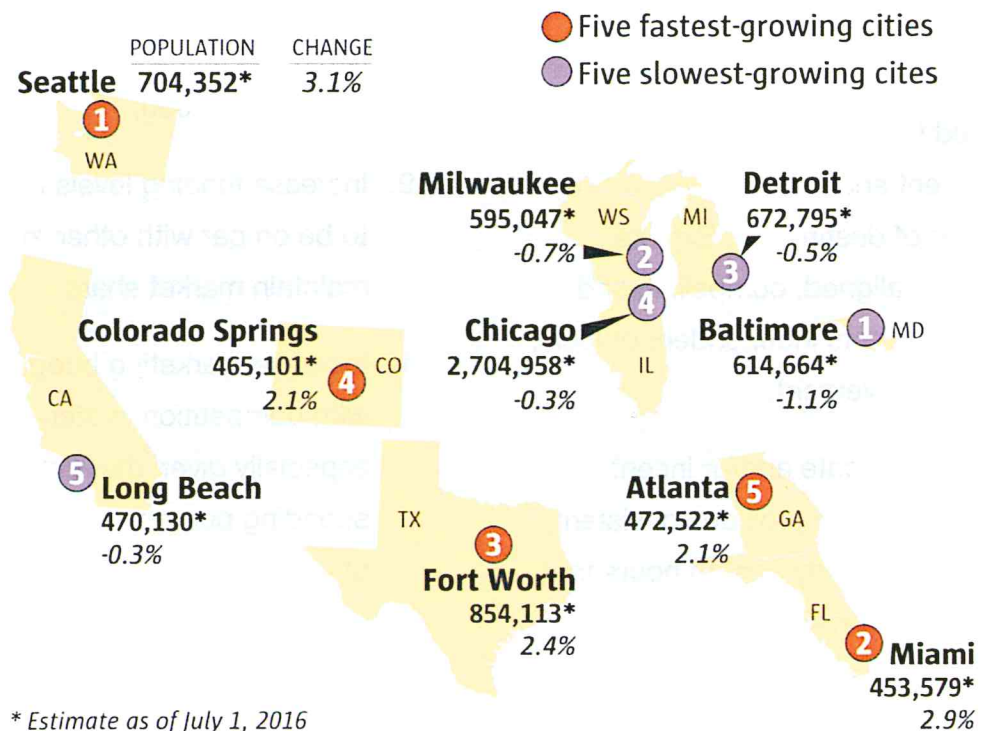 Five fastest-growing cities
Five slowest-growing cites
POPULATION CHANGE
Seattle 704,352* 3.1%
1
WA
Milwaukee
595,047*
-0.7%
WS
2
MI
Detroit
672,795*
-0.5%
3
Colorado Springs
465,101*
2.1%
4
CO
Chicago
2,704,958*
-0.3%
4
IL
Baltimore
614,664*
-1.1%
1
MD
CA
5
Long Beach
470,130*
-0.3%
TX
3
Fort Worth
854,113*
2.4%
Atlanta
472,522*
2.1%
5
GA
FL
2
Miami
453,579*
2.9%
* Estimate as of July 1, 2016